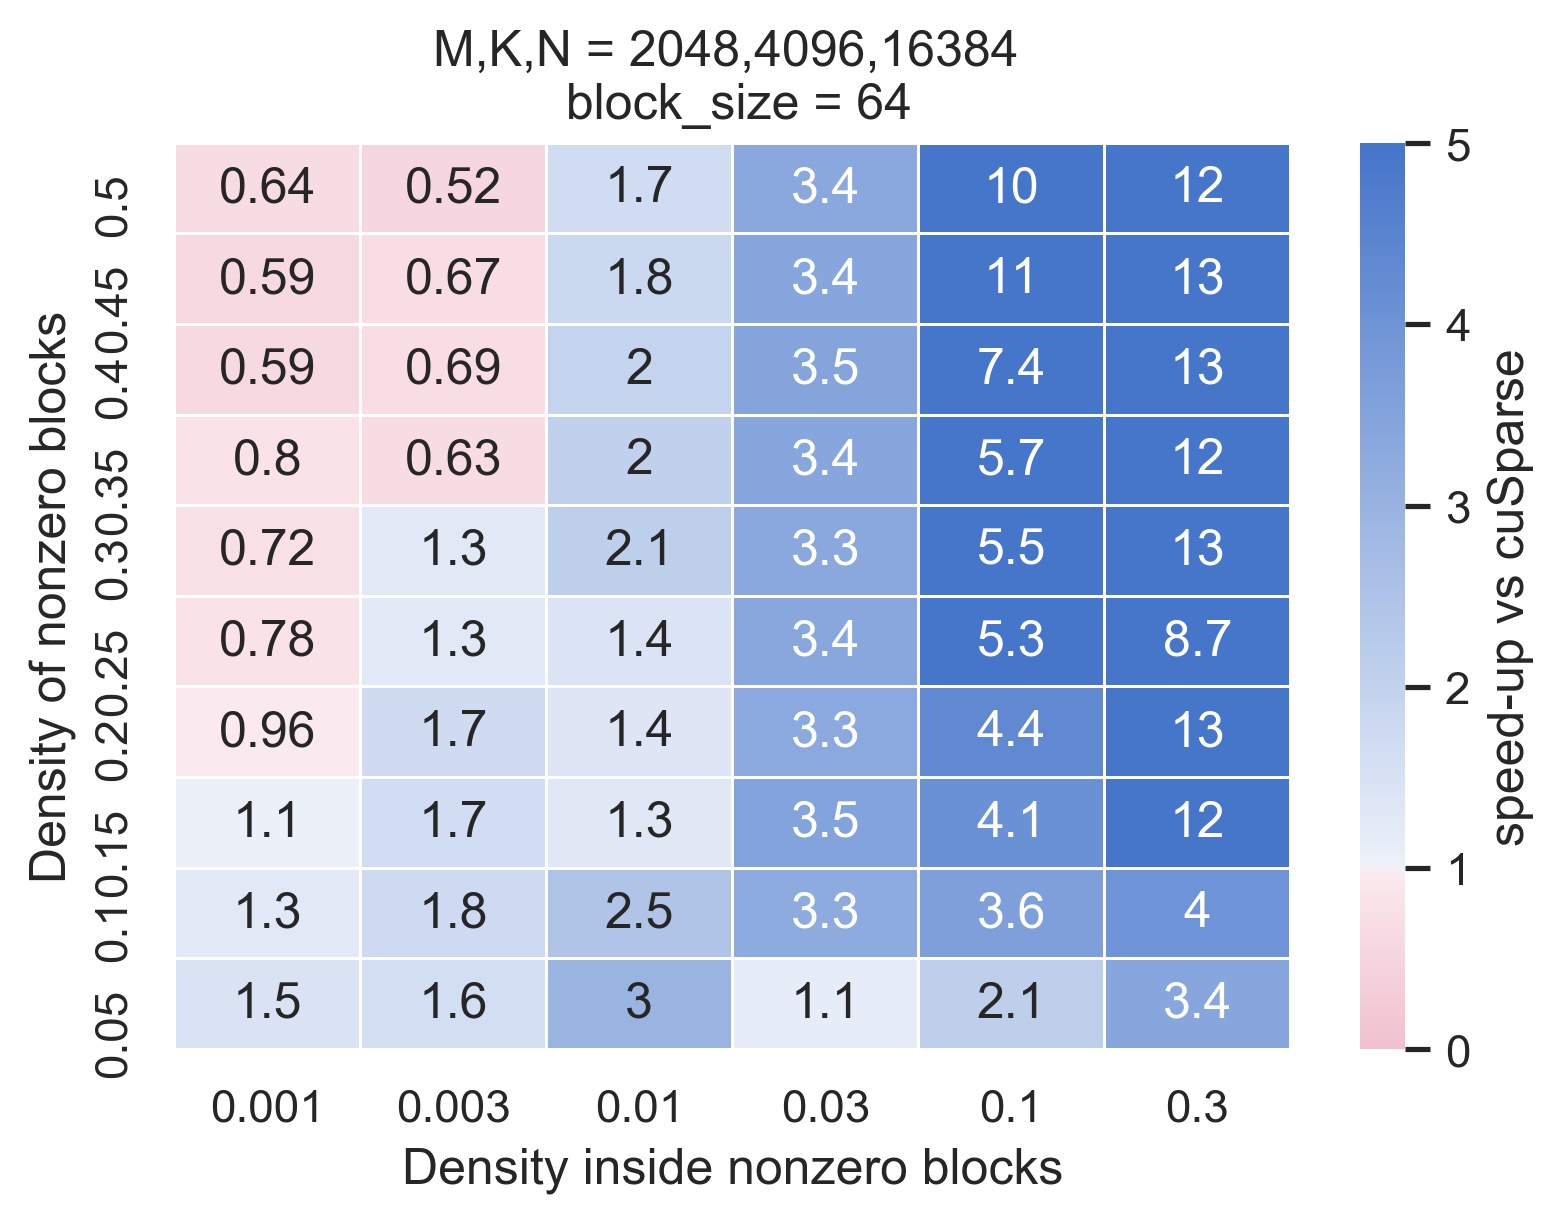 M,K,N = 2048,4096,16384
block_size = 64
Density of nonzero blocks
0.5 0.64 0.52 1.7 3.4 10 12
0.45 0.59 0.67 1.8 3.4 11 13
0.4 0.59 0.69 2 3.5 7.4 13
0.35 0.8 0.63 2 3.4 5.7 12
0.3 0.72 1.3 2.1 3.3 5.5 13
0.25 0.78 1.3 1.4 3.4 5.3 8.7
0.2 0.96 1.7 1.4 3.3 4.4 13
0.15 1.1 1.7 1.3 3.5 4.1 12
0.1 1.3 1.8 2.5 3.3 3.6 4
0.05 1.5 1.6 3 1.1 2.1 3.4
0.001 0.003 0.01 0.03 0.1 0.3
Density inside nonzero blocks
5
4
3
2
1
0
speed-up vs cuSparse